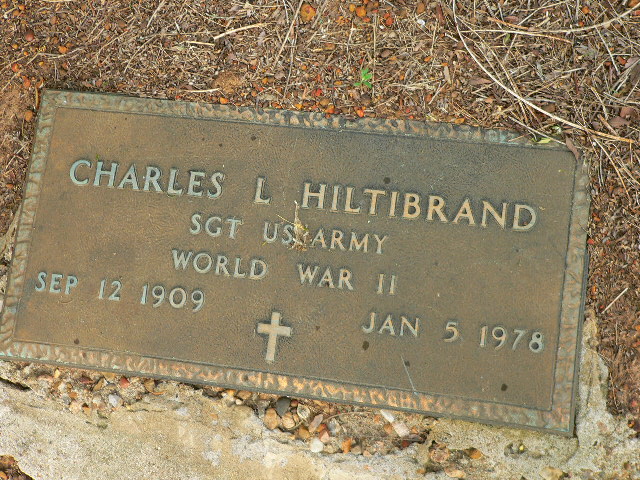 CHARLES L HILTIBRAND
SGT US ARMY
WORLD WAR II
SEP 12 1909 JAN 5 1978